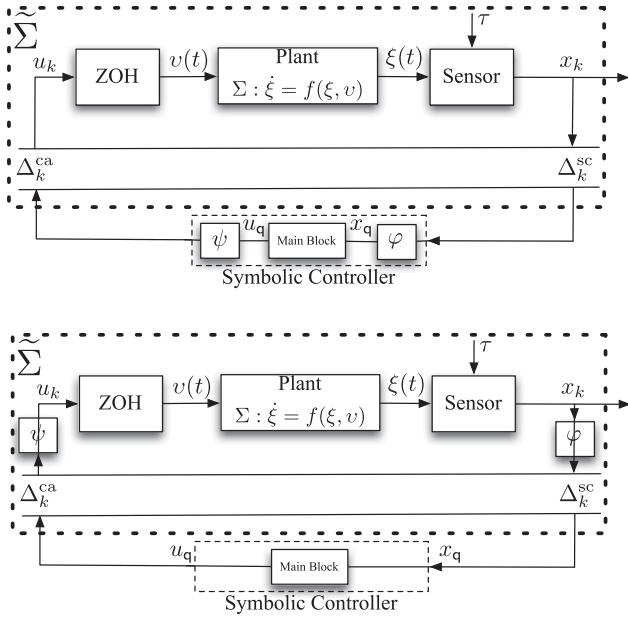 Σ̃
τ
u_k
ZOH
υ(t)
Plant
Σ : ξ̇ = f(ξ, υ)
ξ(t)
Sensor
x_k
Δ_k^ca
Δ_k^sc
ψ
u_q
Main Block
x_q
φ
Symbolic Controller
Σ̃
τ
u_k
ZOH
υ(t)
Plant
Σ : ξ̇ = f(ξ, υ)
ξ(t)
Sensor
x_k
ψ
φ
Δ_k^ca
Δ_k^sc
u_q
Main Block
x_q
Symbolic Controller